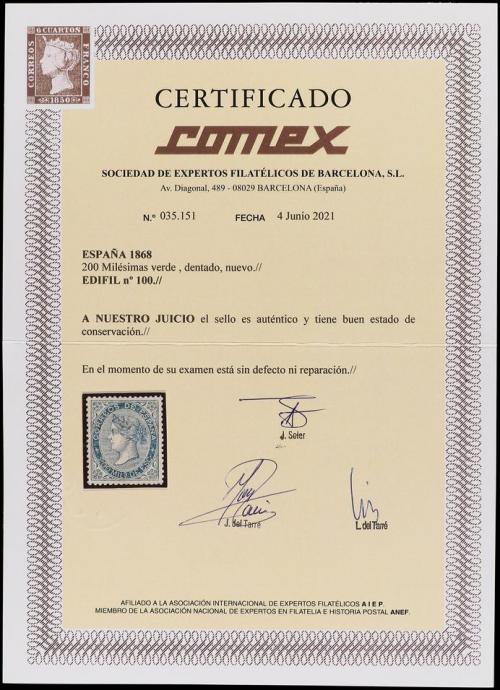 6 CUARTOS
CORREOS
FRANCO
1850
CERTIFICADO
comex
SOCIEDAD DE EXPERTOS FILATÉLICOS DE BARCELONA, S.L.
Av. Diagonal, 489 - 08029 BARCELONA (España)
N.º 035.151 FECHA 4 Junio 2021
ESPAÑA 1868
200 Milésimas verde , dentado, nuevo.//
EDIFIL nº 100.//
A NUESTRO JUICIO el sello es auténtico y tiene buen estado de
conservación.//
En el momento de su examen está sin defecto ni reparación.//
CORREOS DE ESPAÑA
J. Soler
J. del Tarré
L. del Tarré
AFILIADO A LA ASOCIACIÓN INTERNACIONAL DE EXPERTOS FILATÉLICOS A I E P.
MIEMBRO DE LA ASOCIACIÓN NACIONAL DE EXPERTOS EN FILATELIA E HISTORIA POSTAL ANEF.